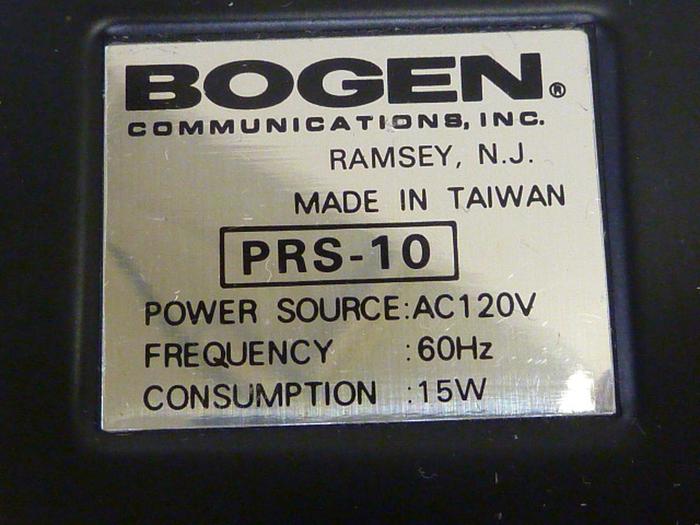 BOGEN®
COMMUNICATIONS, INC.
RAMSEY, N.J.
MADE IN TAIWAN
PRS-10
POWER SOURCE:AC120V
FREQUENCY :60Hz
CONSUMPTION :15W